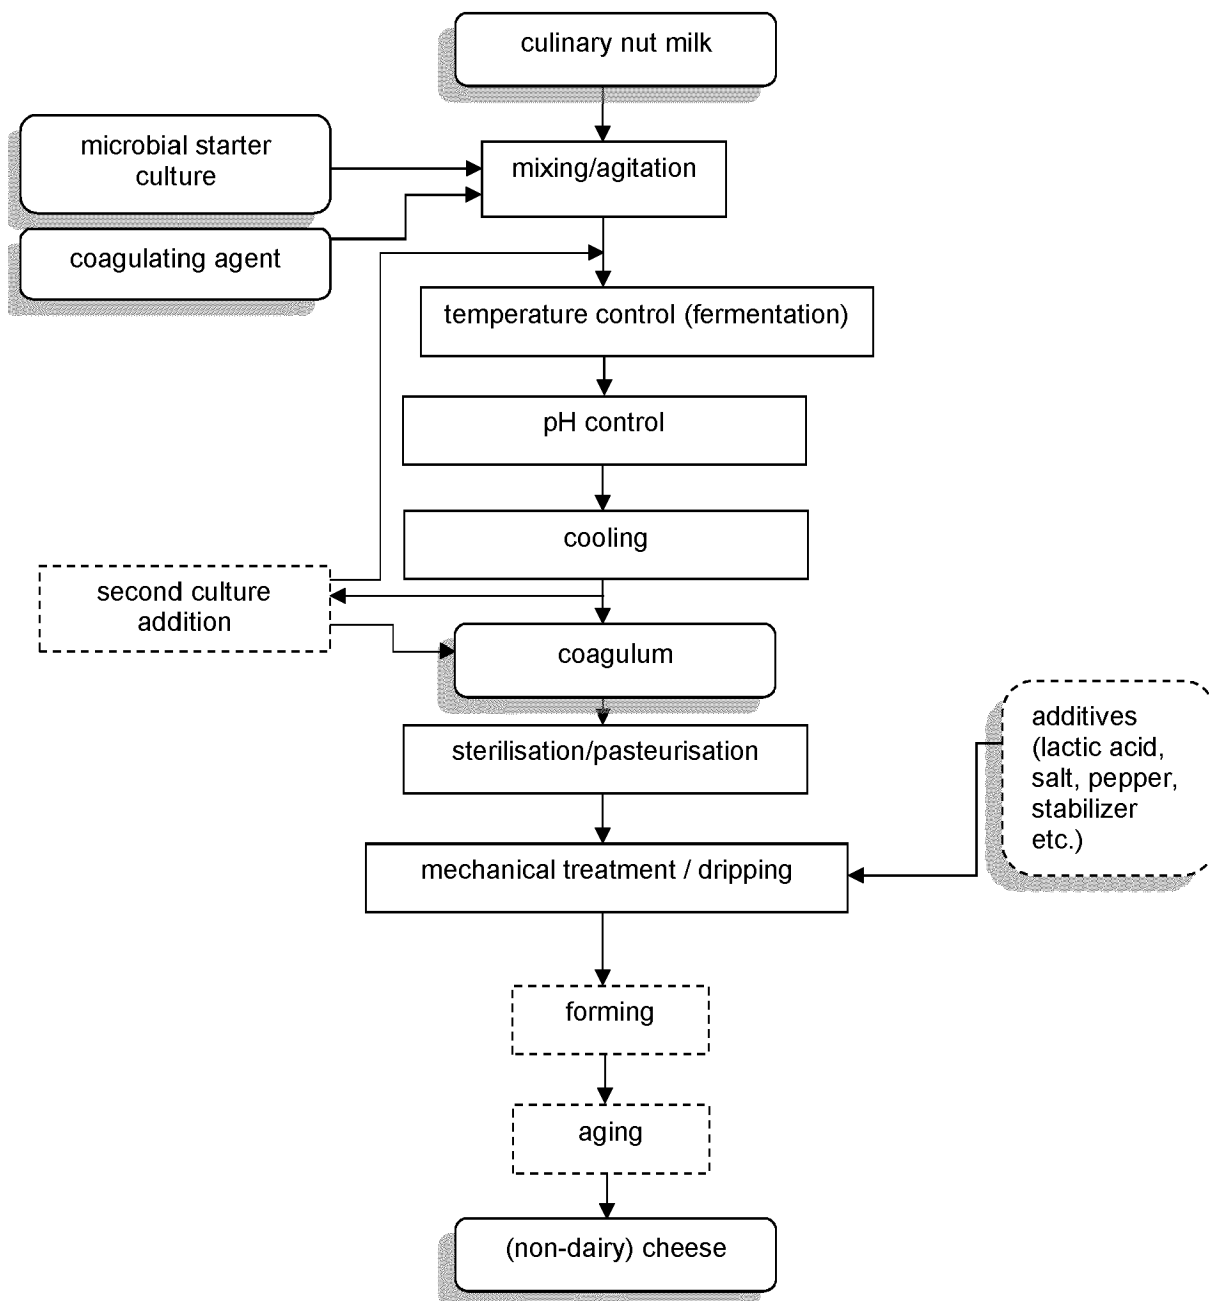 culinary nut milk
microbial starter
culture
mixing/agitation
coagulating agent
temperature control (fermentation)
pH control
cooling
second culture
addition
coagulum
additives
(lactic acid,
salt, pepper,
stabilizer
etc.)
sterilisation/pasteurisation
mechanical treatment / dripping
forming
aging
(non-dairy) cheese